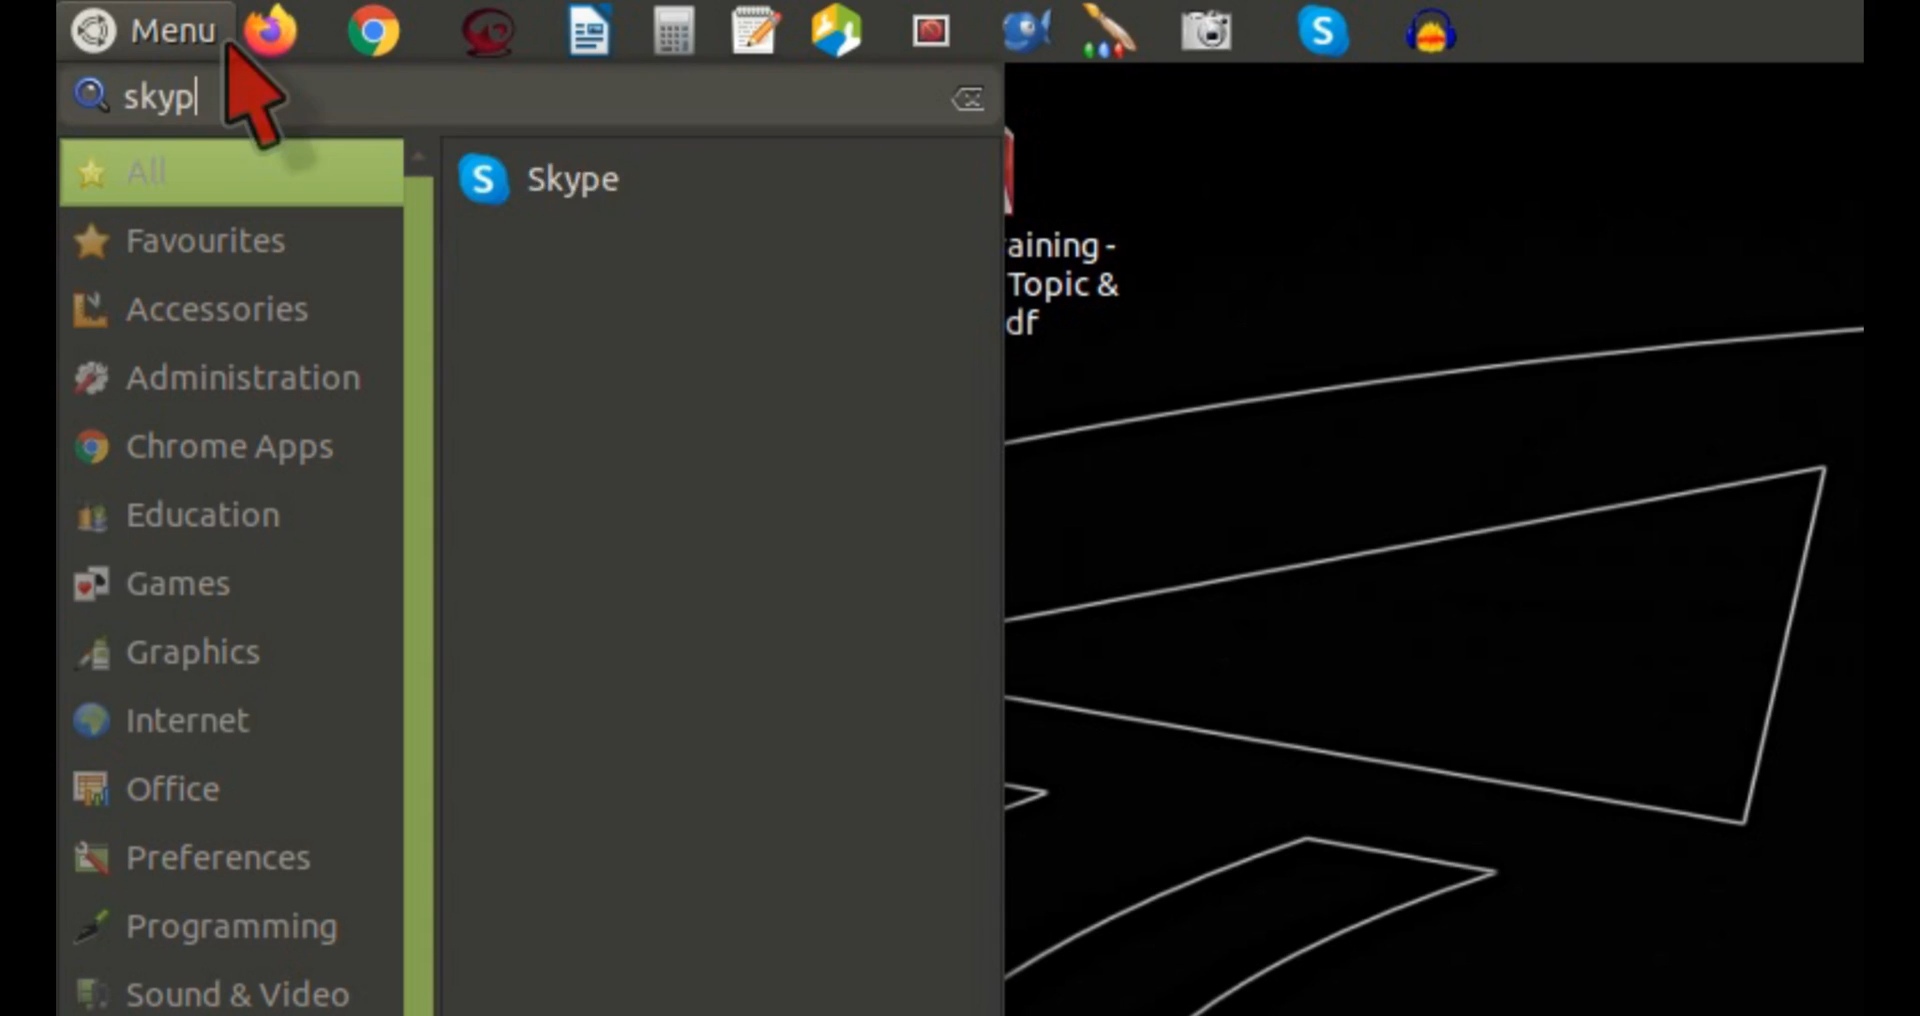 Menu
skyp
All
Skype
Favourites
Accessories
Administration
Chrome Apps
Education
Games
Graphics
Internet
Office
Preferences
Programming
Sound & Video
aining -
Topic &
df